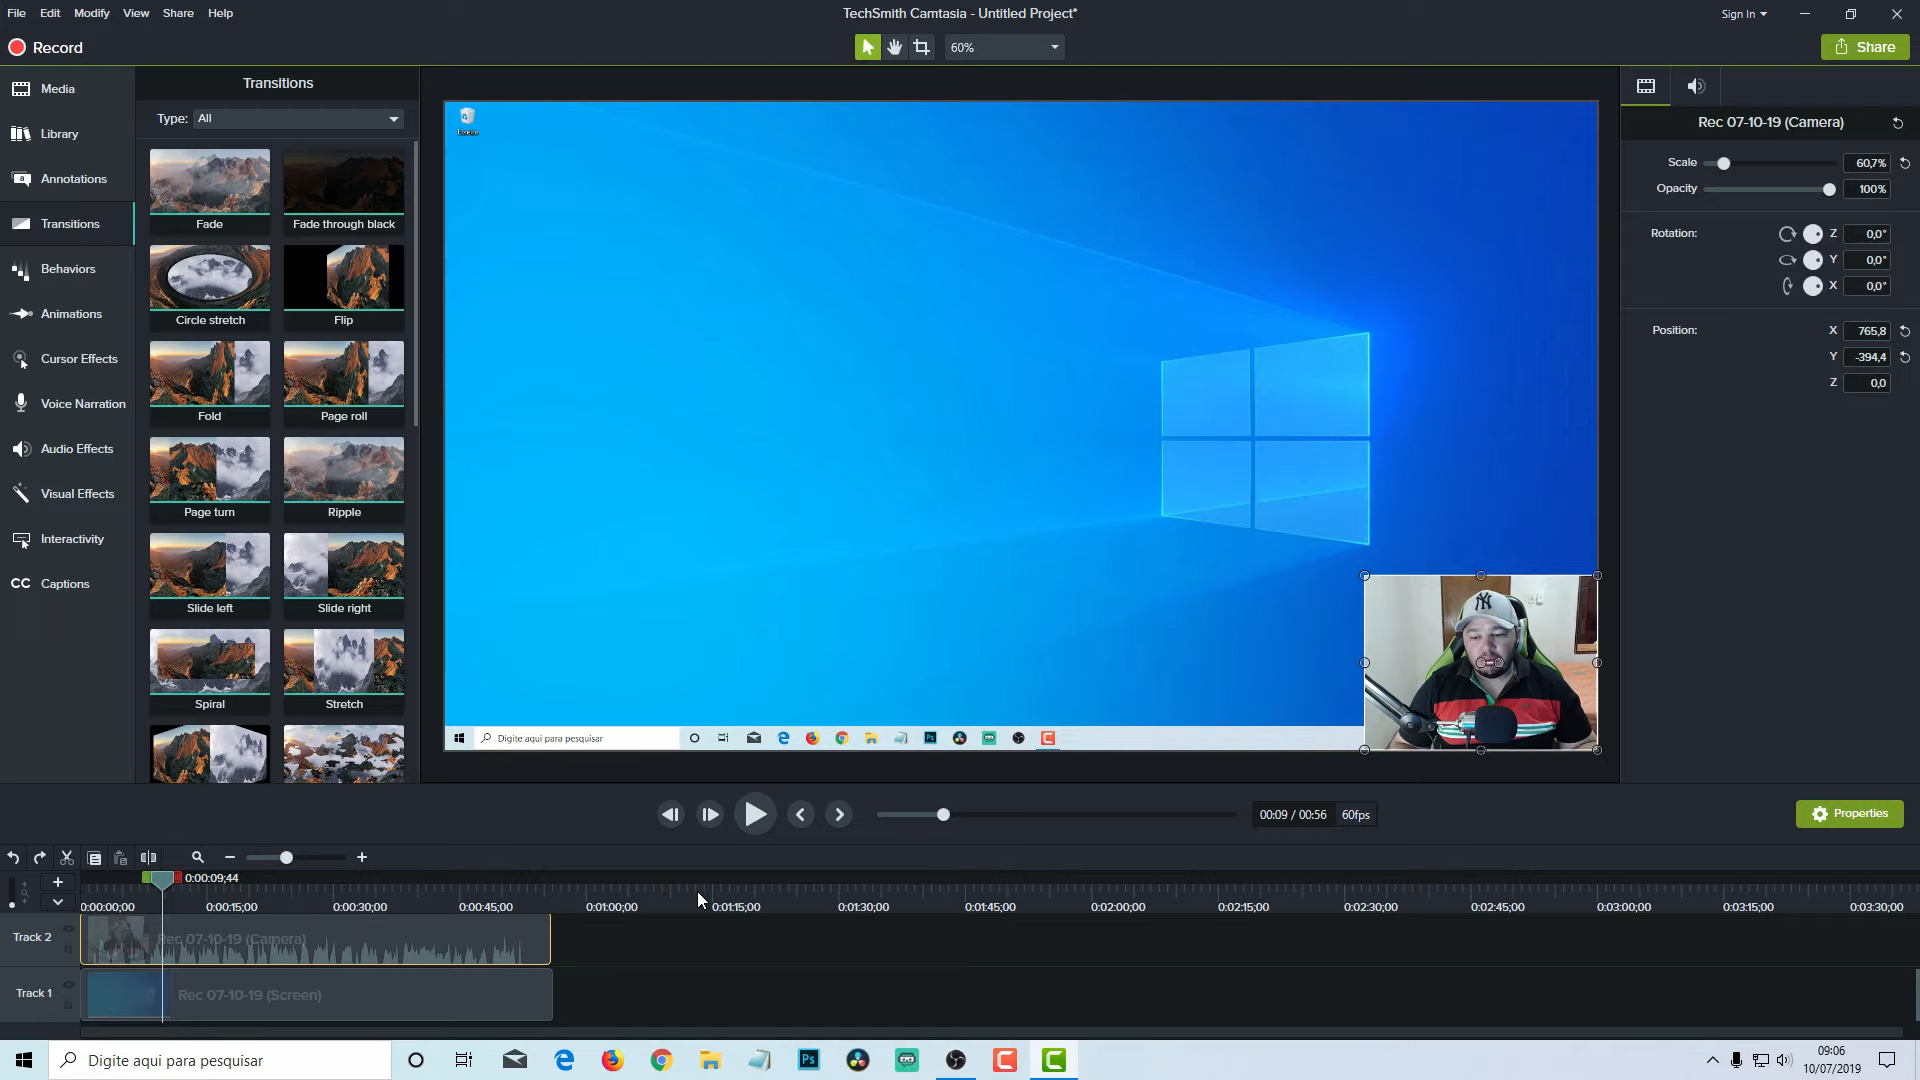 File Edit Modify View Share Help
TechSmith Camtasia - Untitled Project*
Sign In
Record
60%
Share
Media
Library
Annotations
Transitions
Behaviors
Animations
Cursor Effects
Voice Narration
Audio Effects
Visual Effects
Interactivity
CC Captions
Transitions
Type: All
Fade
Fade through black
Circle stretch
Flip
Fold
Page roll
Page turn
Ripple
Slide left
Slide right
Spiral
Stretch
Digite aqui para pesquisar
Rec 07-10-19 (Camera)
Scale 60,7%
Opacity 100%
Rotation: Z 0,0°
Y 0,0°
X 0,0°
Position: X 765,8
Y -394,4
Z 0,0
00:09 / 00:56 60fps
Properties
0:00:09;44
0:00:00;00 0:00:15;00 0:00:30;00 0:00:45;00 0:01:00;00 0:01:15;00 0:01:30;00 0:01:45;00 0:02:00;00 0:02:15;00 0:02:30;00 0:02:45;00 0:03:00;00 0:03:15;00 0:03:30;00
Track 2
Rec 07-10-19 (Camera)
Track 1
Rec 07-10-19 (Screen)
Digite aqui para pesquisar
Ps
09:06
10/07/2019